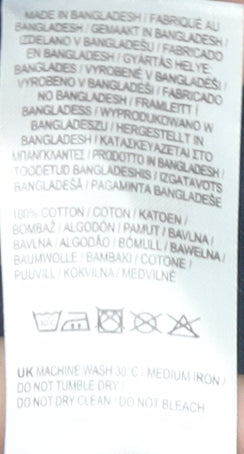 MADE IN BANGLADESH / FABRIQUE AU
BANGLADESH / GEMAAKT IN BANGLADESH /
IZDELANO V BANGLADEŠU / FABRICADO
EN BANGLADESH / GYÁRTÁS HELYE:
BANGLADES / VYROBENÉ V BANGLADÉŠI /
VYROBENO V BANGLADÉŠI / FABRICADO
NO BANGLADESH / FRAMLEITT Í
BANGLADESS / WYPRODUKOWANO W
BANGLADESZU / HERGESTELLT IN
BANGLADESH / ΚΑΤΑΣΚΕΥΑΖΕΤΑΙ ΣΤΟ
ΜΠΑΝΓΚΛΑΝΤΕΣ / PRODOTTO IN BANGLADESH /
TOODETUD BANGLADESHIS / IZGATAVOTS
BANGLADEŠĀ / PAGAMINTA BANGLADEŠE
100% COTTON / COTON / KATOEN /
BOMBAŽ / ALGODÓN / PAMUT / BAVLNA /
BAVLNA / ALGODÃO / BÓMULL / BAWEŁNA /
BAUMWOLLE / ΒΑΜΒΑΚΙ / COTONE /
PUUVILL / KOKVILNA / MEDVILNĖ
UK MACHINE WASH 30°C / MEDIUM IRON /
DO NOT TUMBLE DRY /
DO NOT DRY CLEAN / DO NOT BLEACH